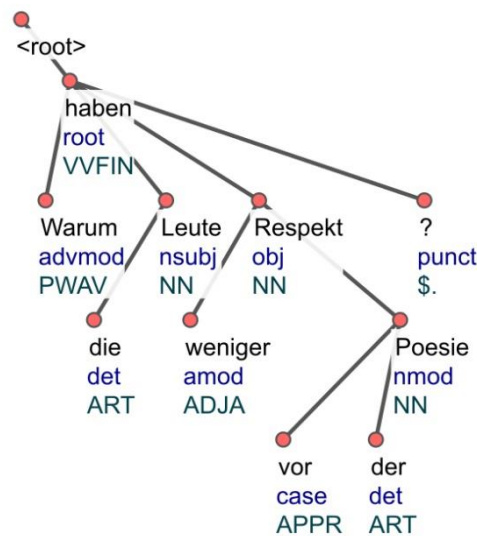 <root>
haben
root
VVFIN
Warum Leute Respekt ?
advmod nsubj obj punct
PWAV NN NN $.
die weniger Poesie
det amod nmod
ART ADJA NN
vor der
case det
APPR ART